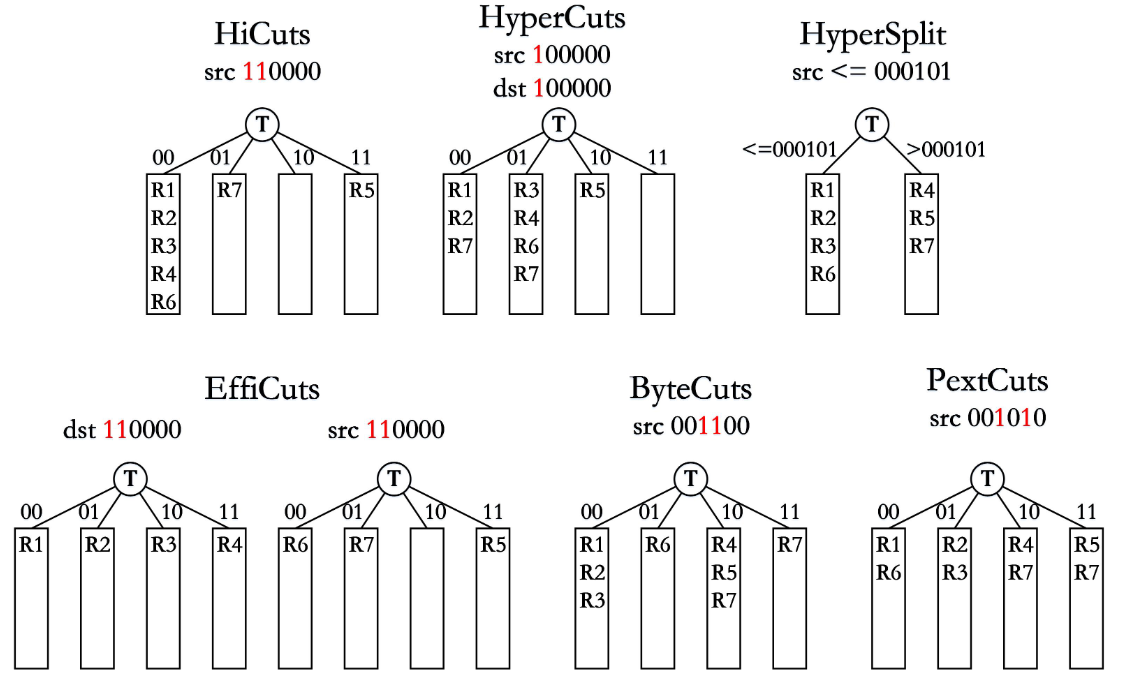 HiCuts
src 110000
T
00 01 10 11
R1 R7 R5
R2
R3
R4
R6
HyperCuts
src 100000
dst 100000
T
00 01 10 11
R1 R3 R5
R2 R4
R7 R6
R7
HyperSplit
src <= 000101
T
<=000101 >000101
R1 R4
R2 R5
R3 R7
R6
EffiCuts
dst 110000
T
00 01 10 11
R1 R2 R3 R4
src 110000
T
00 01 10 11
R6 R7 R5
ByteCuts
src 001100
T
00 01 10 11
R1 R6 R4 R7
R2 R5
R3 R7
PextCuts
src 001010
T
00 01 10 11
R1 R2 R4 R5
R6 R3 R7 R7